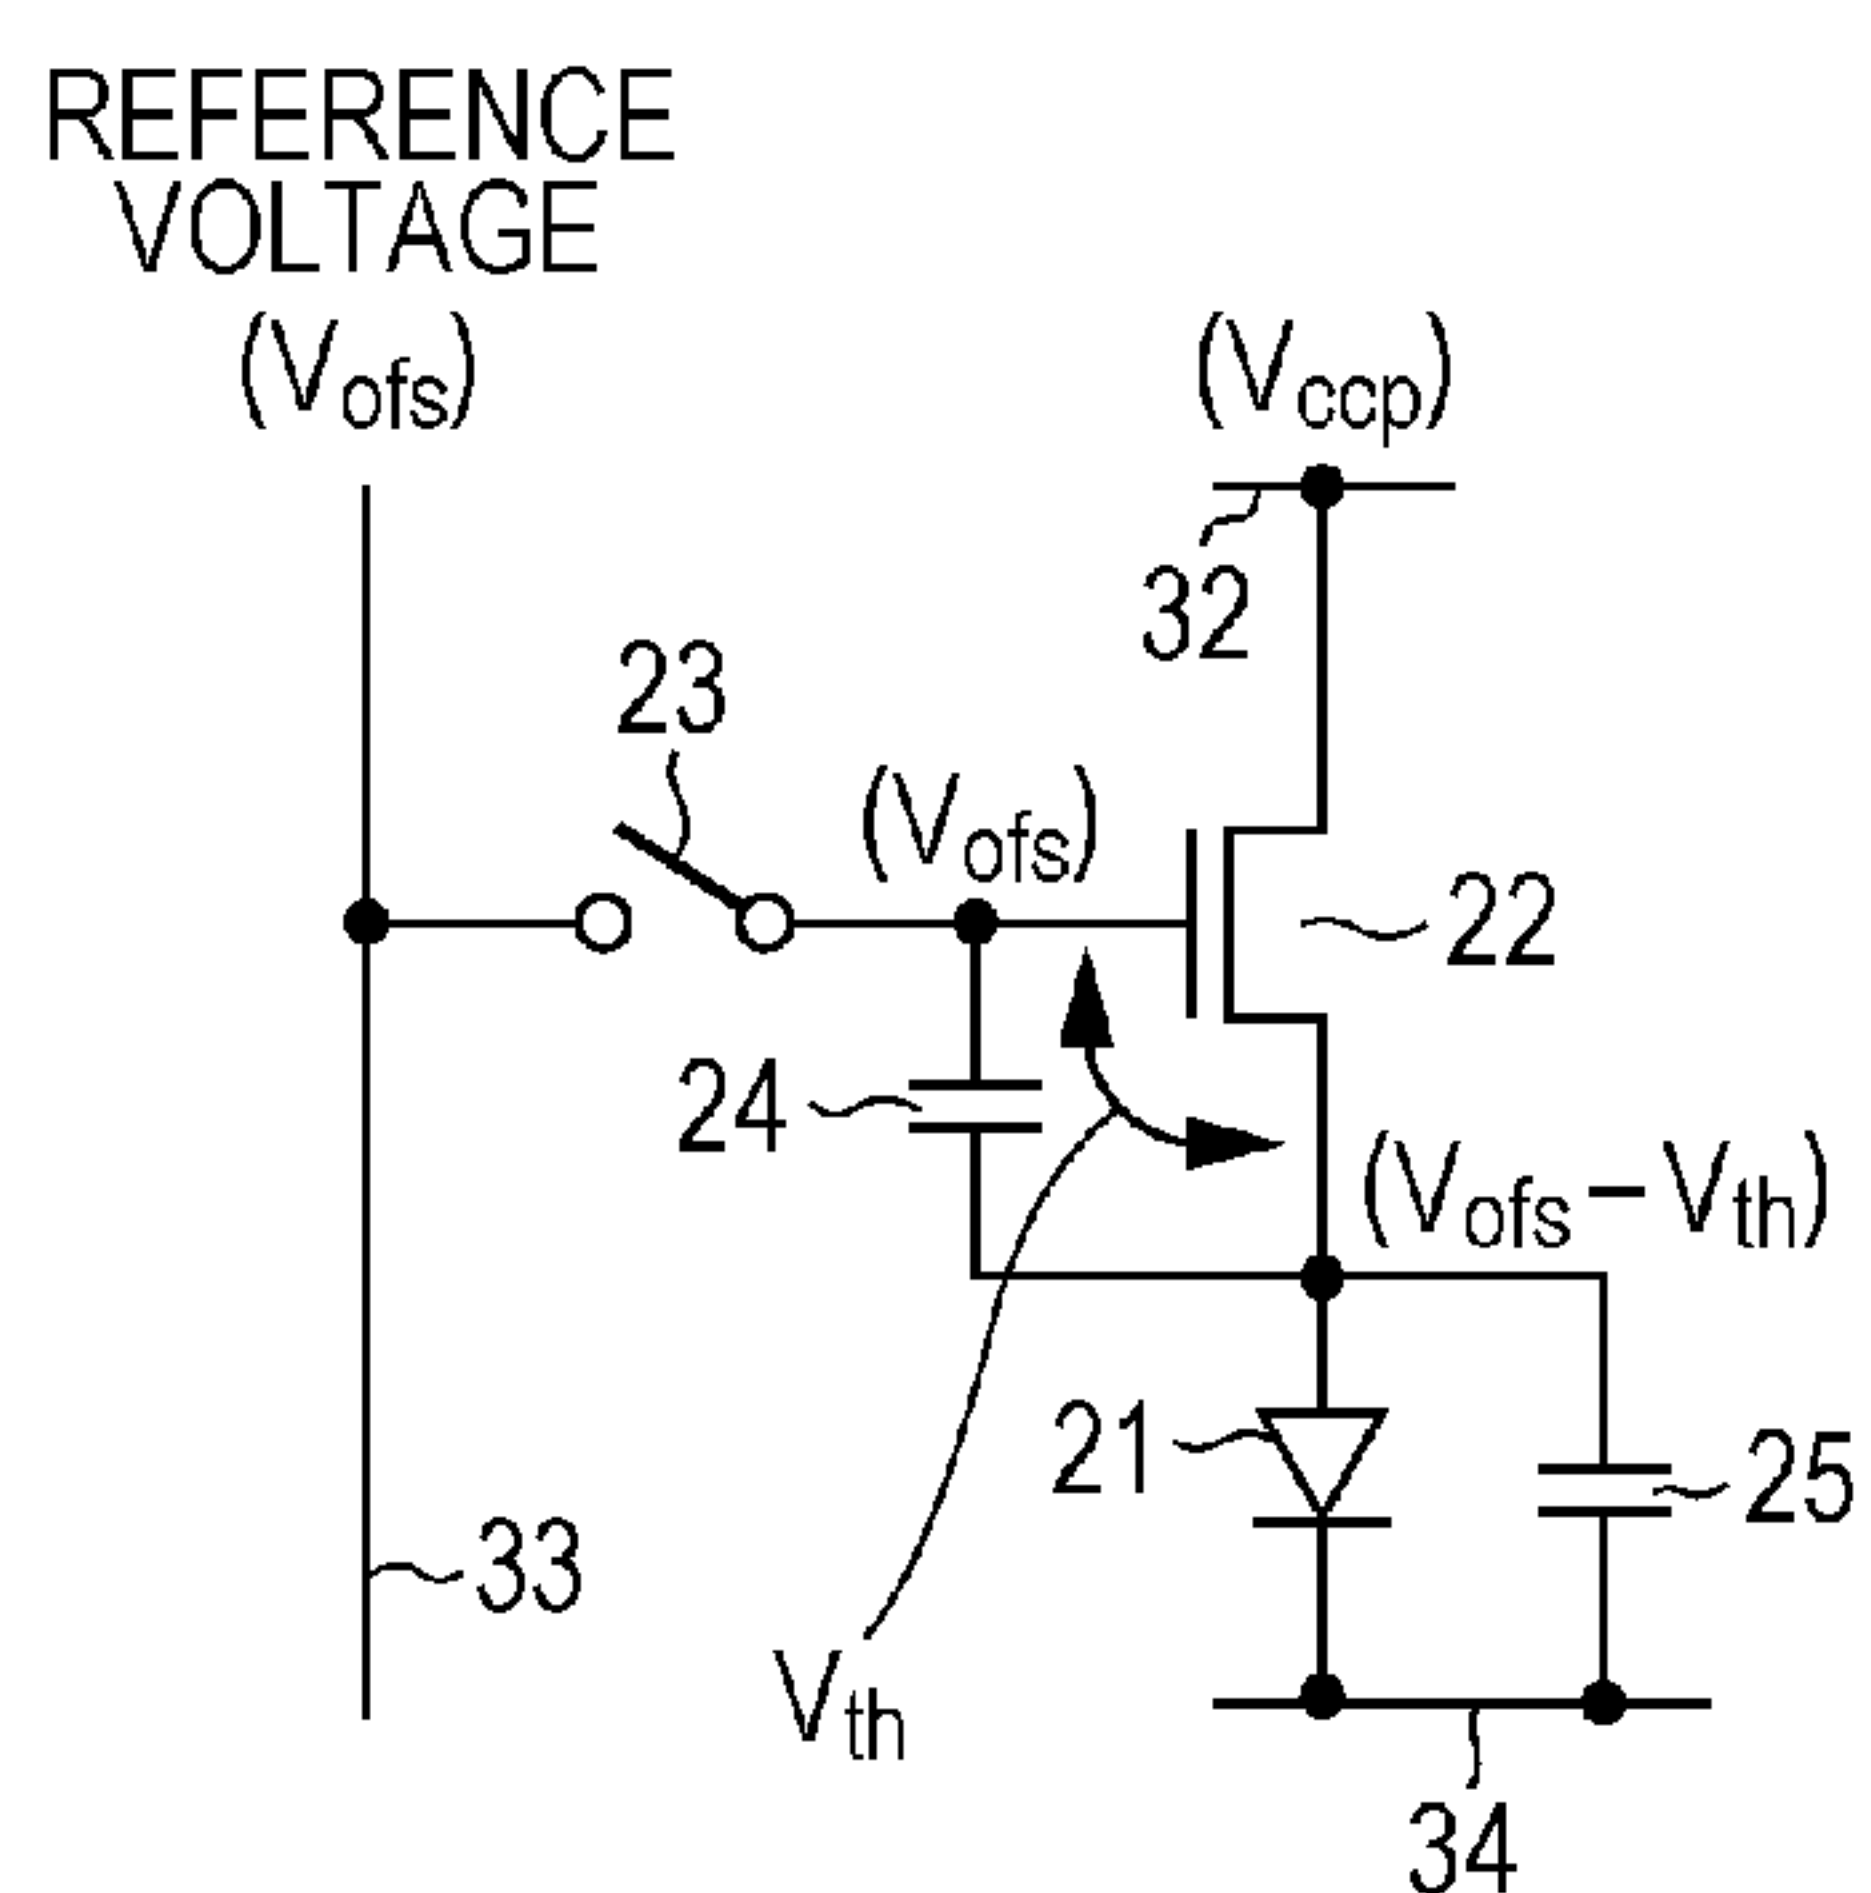 REFERENCE
VOLTAGE
(Vofs)
(Vccp)
32
23
(Vofs)
22
24
(Vofs−Vth)
21
25
33
Vth
34